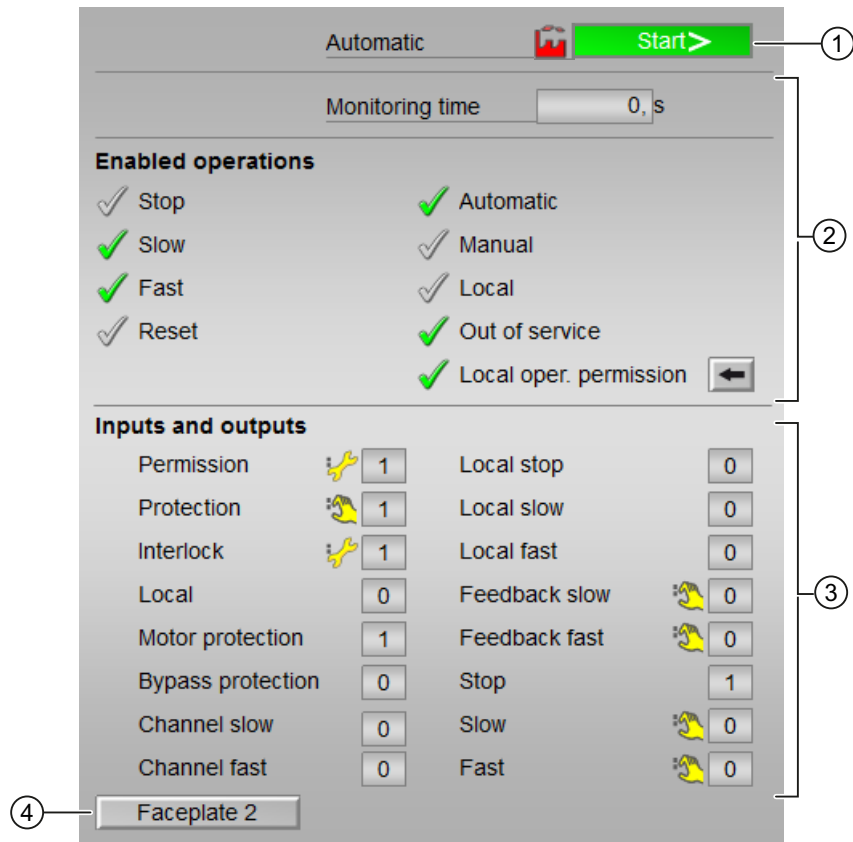 Automatic Start> 1
Monitoring time 0, s
Enabled operations
Stop Automatic
Slow Manual 2
Fast Local
Reset Out of service
Local oper. permission
Inputs and outputs
Permission 1 Local stop 0
Protection 1 Local slow 0
Interlock 1 Local fast 0
Local 0 Feedback slow 0 3
Motor protection 1 Feedback fast 0
Bypass protection 0 Stop 1
Channel slow 0 Slow 0
Channel fast 0 Fast 0
4 Faceplate 2